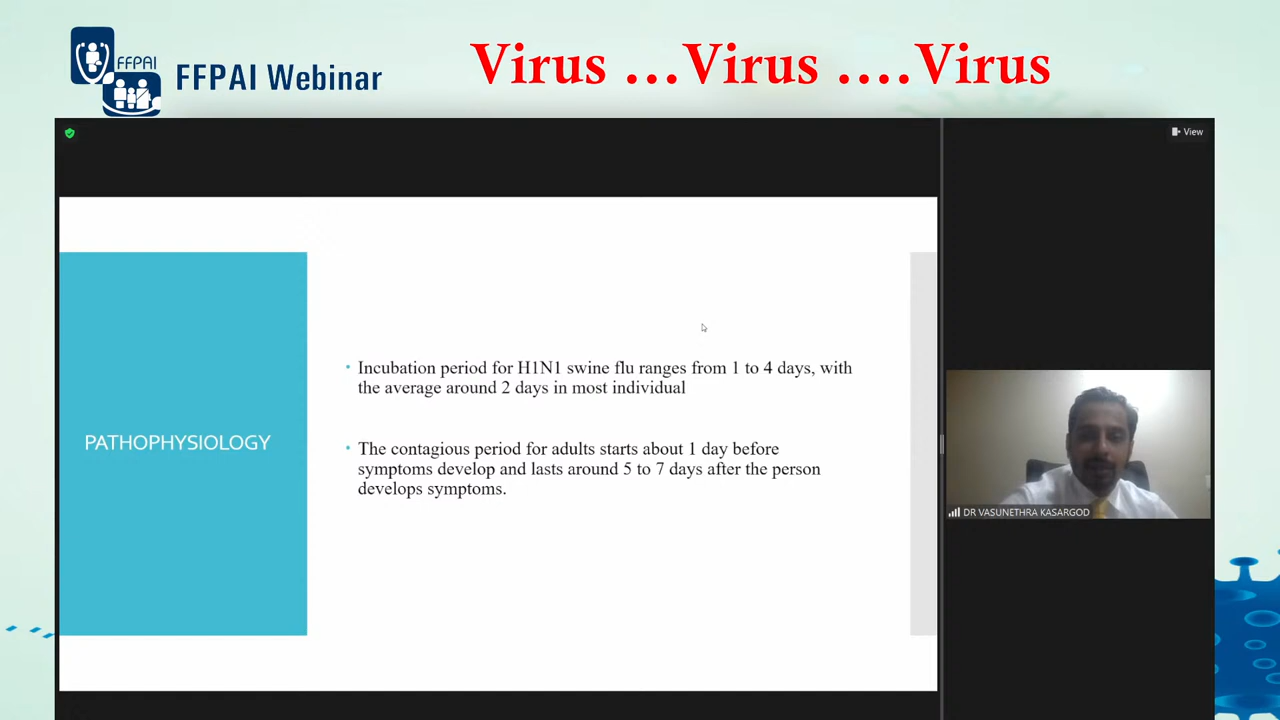 FFPAI
FFPAI Webinar
Virus ...Virus ....Virus
View
PATHOPHYSIOLOGY
• Incubation period for H1N1 swine flu ranges from 1 to 4 days, with
the average around 2 days in most individual
• The contagious period for adults starts about 1 day before
symptoms develop and lasts around 5 to 7 days after the person
develops symptoms.
DR VASUNETHRA KASARGOD